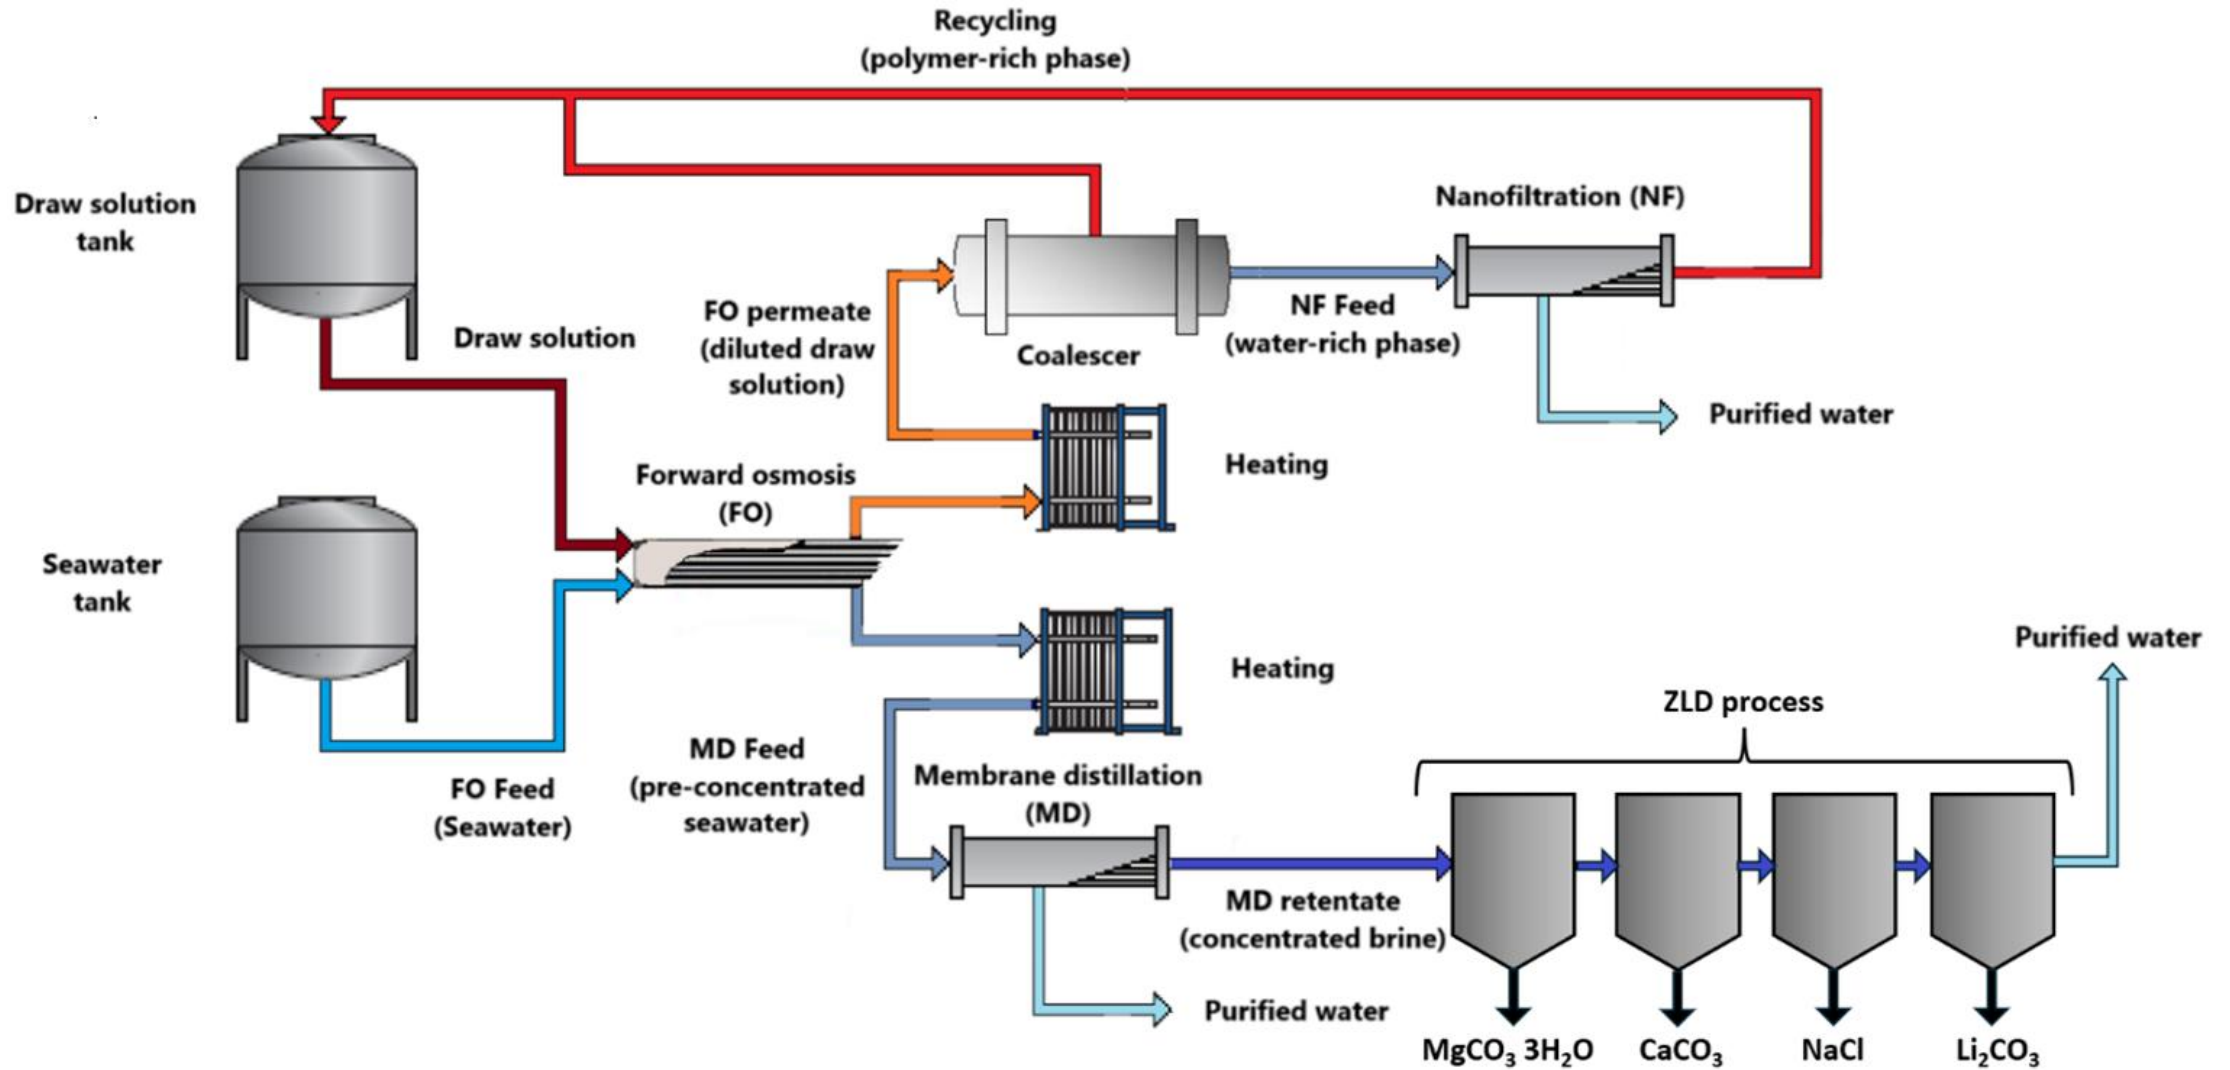 Recycling
(polymer-rich phase)
Draw solution
tank
Nanofiltration (NF)
Draw solution
FO permeate
(diluted draw
solution)
Coalescer
NF Feed
(water-rich phase)
Purified water
Heating
Forward osmosis
(FO)
Seawater
tank
Heating
Purified water
ZLD process
FO Feed
(Seawater)
MD Feed
(pre-concentrated
seawater)
Membrane distillation
(MD)
MD retentate
(concentrated brine)
Purified water
MgCO₃ 3H₂O
CaCO₃
NaCl
Li₂CO₃